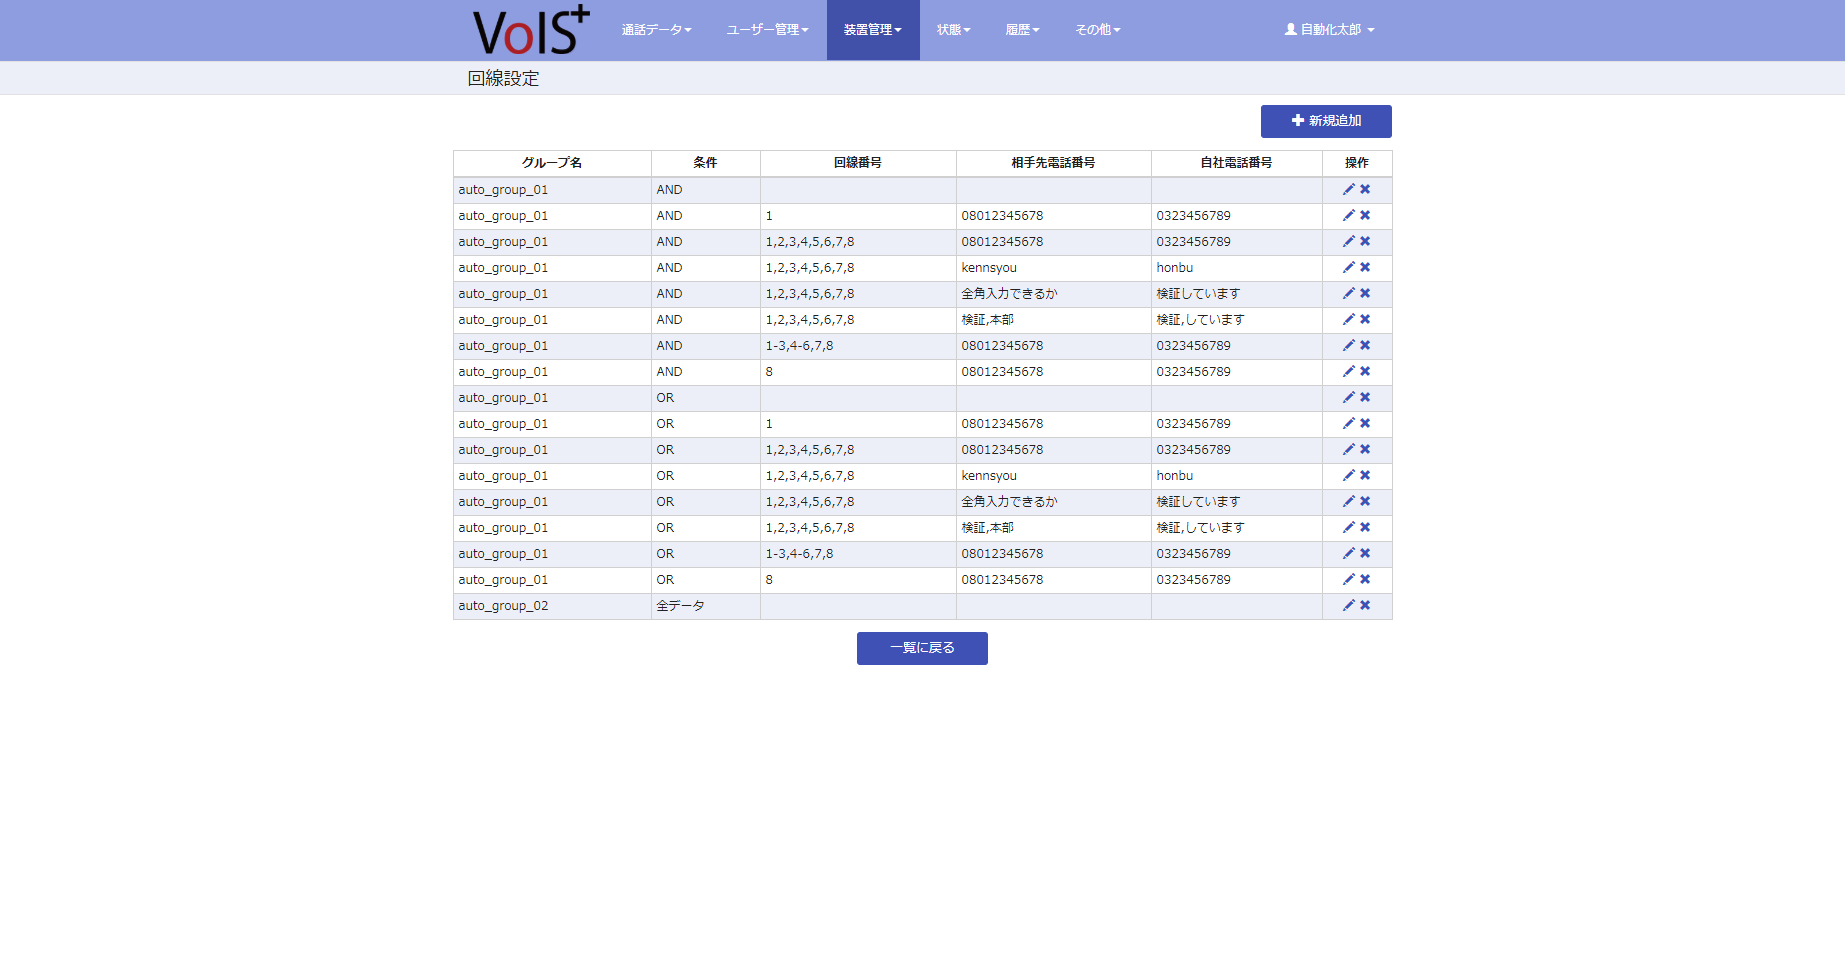 VoIS+ 通話データ ユーザー管理 装置管理 状態 履歴 その他 自動化太郎
回線設定
新規追加
グループ名 条件 回線番号 相手先電話番号 自社電話番号 操作
auto_group_01 AND
auto_group_01 AND 1 08012345678 0323456789
auto_group_01 AND 1,2,3,4,5,6,7,8 08012345678 0323456789
auto_group_01 AND 1,2,3,4,5,6,7,8 kennsyou honbu
auto_group_01 AND 1,2,3,4,5,6,7,8 全角入力できるか 検証しています
auto_group_01 AND 1,2,3,4,5,6,7,8 検証,本部 検証,しています
auto_group_01 AND 1-3,4-6,7,8 08012345678 0323456789
auto_group_01 AND 8 08012345678 0323456789
auto_group_01 OR
auto_group_01 OR 1 08012345678 0323456789
auto_group_01 OR 1,2,3,4,5,6,7,8 08012345678 0323456789
auto_group_01 OR 1,2,3,4,5,6,7,8 kennsyou honbu
auto_group_01 OR 1,2,3,4,5,6,7,8 全角入力できるか 検証しています
auto_group_01 OR 1,2,3,4,5,6,7,8 検証,本部 検証,しています
auto_group_01 OR 1-3,4-6,7,8 08012345678 0323456789
auto_group_01 OR 8 08012345678 0323456789
auto_group_02 全データ
一覧に戻る